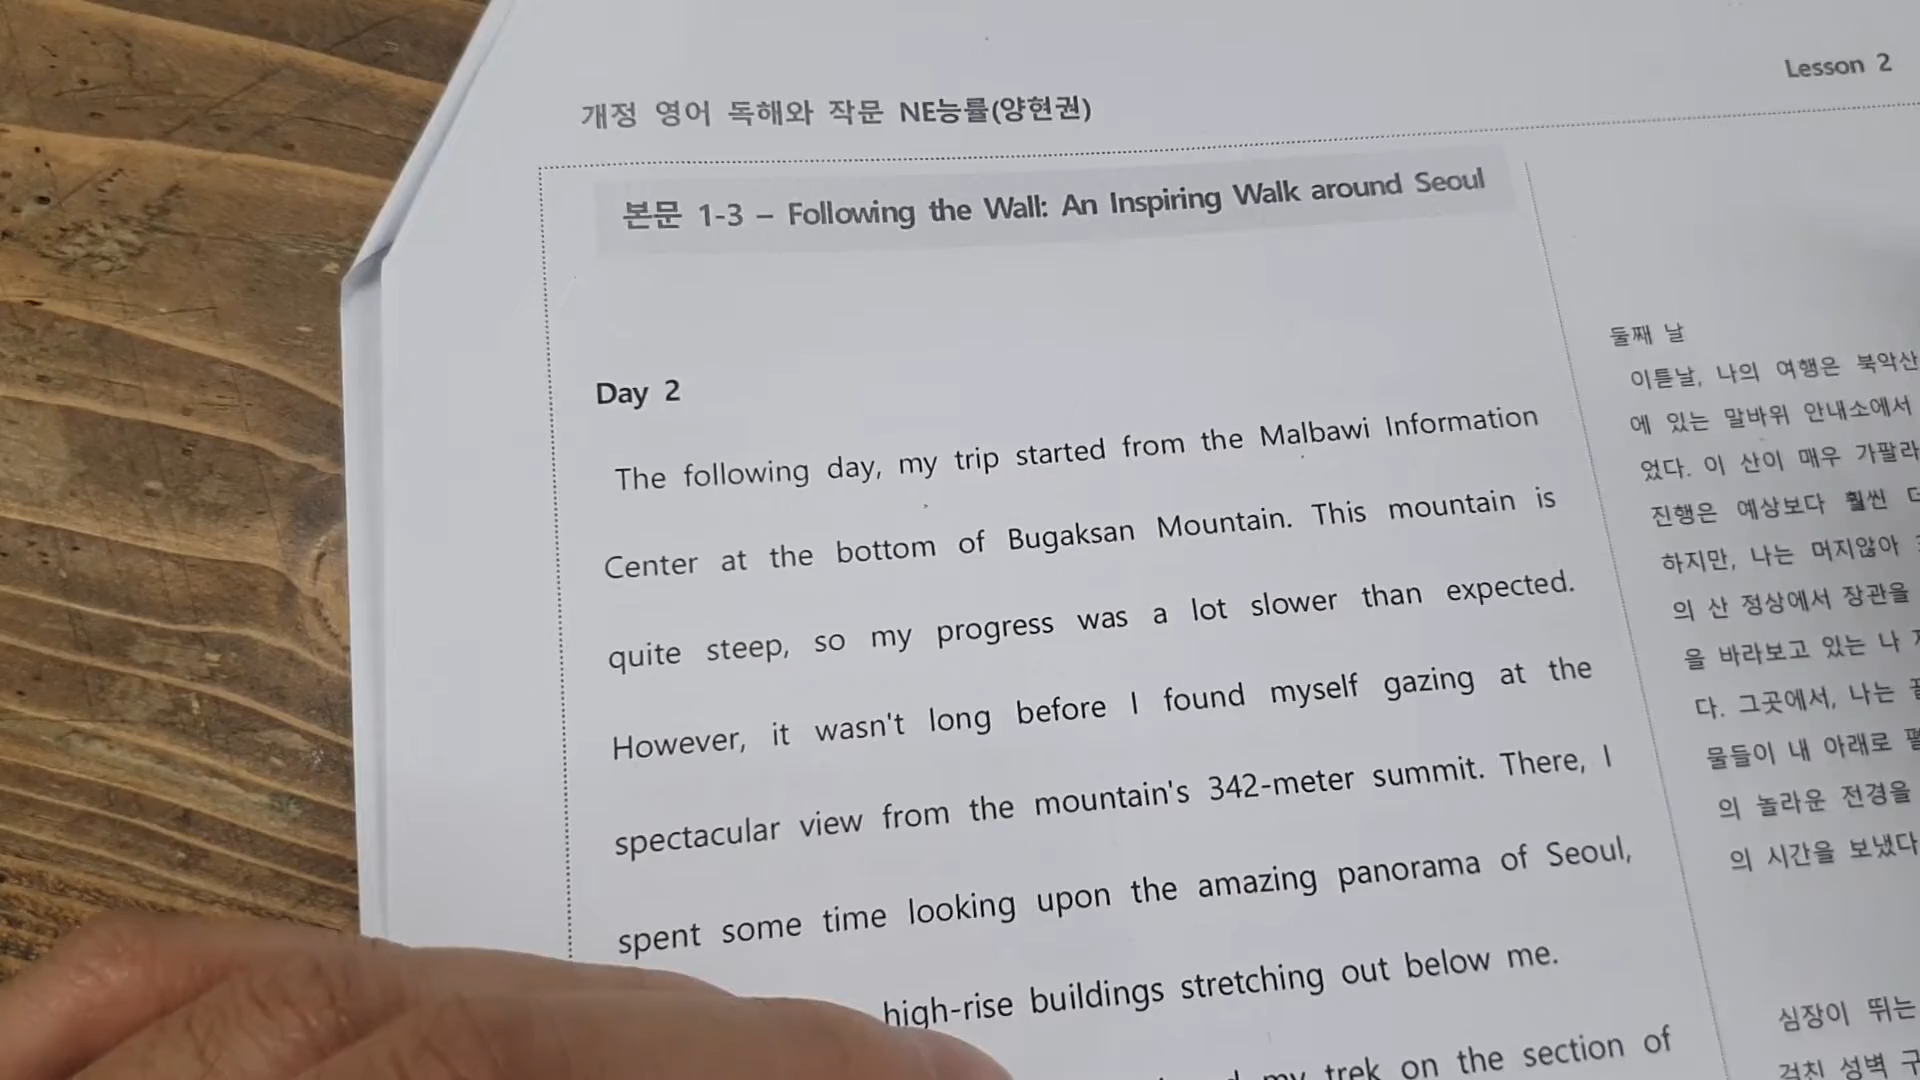 개정 영어 독해와 작문 NE능률(양현권)
Lesson 2
본문 1-3 – Following the Wall: An Inspiring Walk around Seoul
Day 2
The following day, my trip started from the Malbawi Information
Center at the bottom of Bugaksan Mountain. This mountain is
quite steep, so my progress was a lot slower than expected.
However, it wasn't long before I found myself gazing at the
spectacular view from the mountain's 342-meter summit. There, I
spent some time looking upon the amazing panorama of Seoul,
high-rise buildings stretching out below me.
my trek on the section of
둘째 날
이튿날, 나의 여행은 북악산
에 있는 말바위 안내소에서
었다. 이 산이 매우 가팔라
진행은 예상보다 훨씬
하지만, 나는 머지않아
의 산 정상에서 장관을
을 바라보고 있는 나
다. 그곳에서, 나는
물들이 내 아래로
의 놀라운 전경을
의 시간을 보냈다
심장이 뛰는
걸친 성벽 구